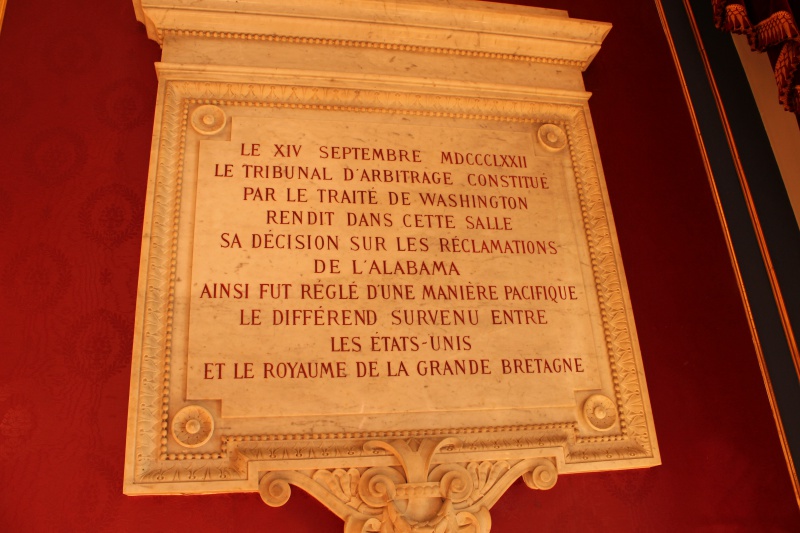 LE XIV SEPTEMBRE MDCCCLXXII
LE TRIBUNAL D'ARBITRAGE CONSTITUÉ
PAR LE TRAITÉ DE WASHINGTON
RENDIT DANS CETTE SALLE
SA DÉCISION SUR LES RÉCLAMATIONS
DE L'ALABAMA
AINSI FUT RÉGLÉ D'UNE MANIÈRE PACIFIQUE
LE DIFFÉREND SURVENU ENTRE
LES ÉTATS-UNIS
ET LE ROYAUME DE LA GRANDE BRETAGNE